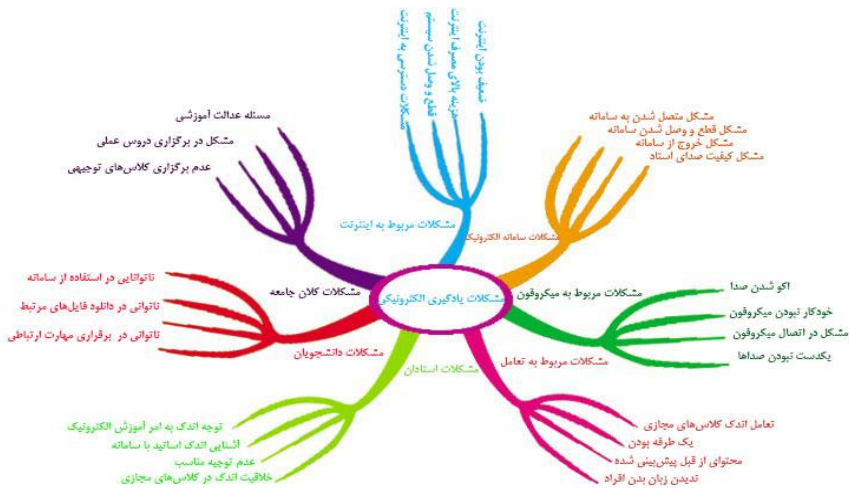 مشکلات یادگیری الکترونیکی
مشکلات مربوط به اینترنت
ضعیف بودن اینترنت
هزینه بالای مصرف اینترنت
قطع و وصل شدن سیستم
مشکلات دسترسی به اینترنت
مشکلات سامانه الکترونیک
مشکل متصل شدن به سامانه
مشکل قطع و وصل شدن سامانه
مشکل خروج از سامانه
مشکل کیفیت صدای استاد
مشکلات مربوط به میکروفون
اکو شدن صدا
خودکار نبودن میکروفون
مشکل در اتصال میکروفون
یکدست نبودن صداها
مشکلات مربوط به تعامل
تعامل اندک کلاس‌های مجازی
یک طرفه بودن
محتوای از قبل پیش‌بینی شده
ندیدن زبان بدن افراد
مشکلات استادان
توجه اندک به امر آموزش الکترونیک
آشنایی اندک اساتید با سامانه
عدم توجیه مناسب
خلاقیت اندک در کلاس‌های مجازی
مشکلات دانشجویان
ناتوانایی در استفاده از سامانه
ناتوانی در دانلود فایل‌های مرتبط
ناتوانی در برقراری مهارت ارتباطی
مشکلات کلان جامعه
مسئله عدالت آموزشی
مشکل در برگزاری دروس عملی
عدم برگزاری کلاس‌های توجیهی